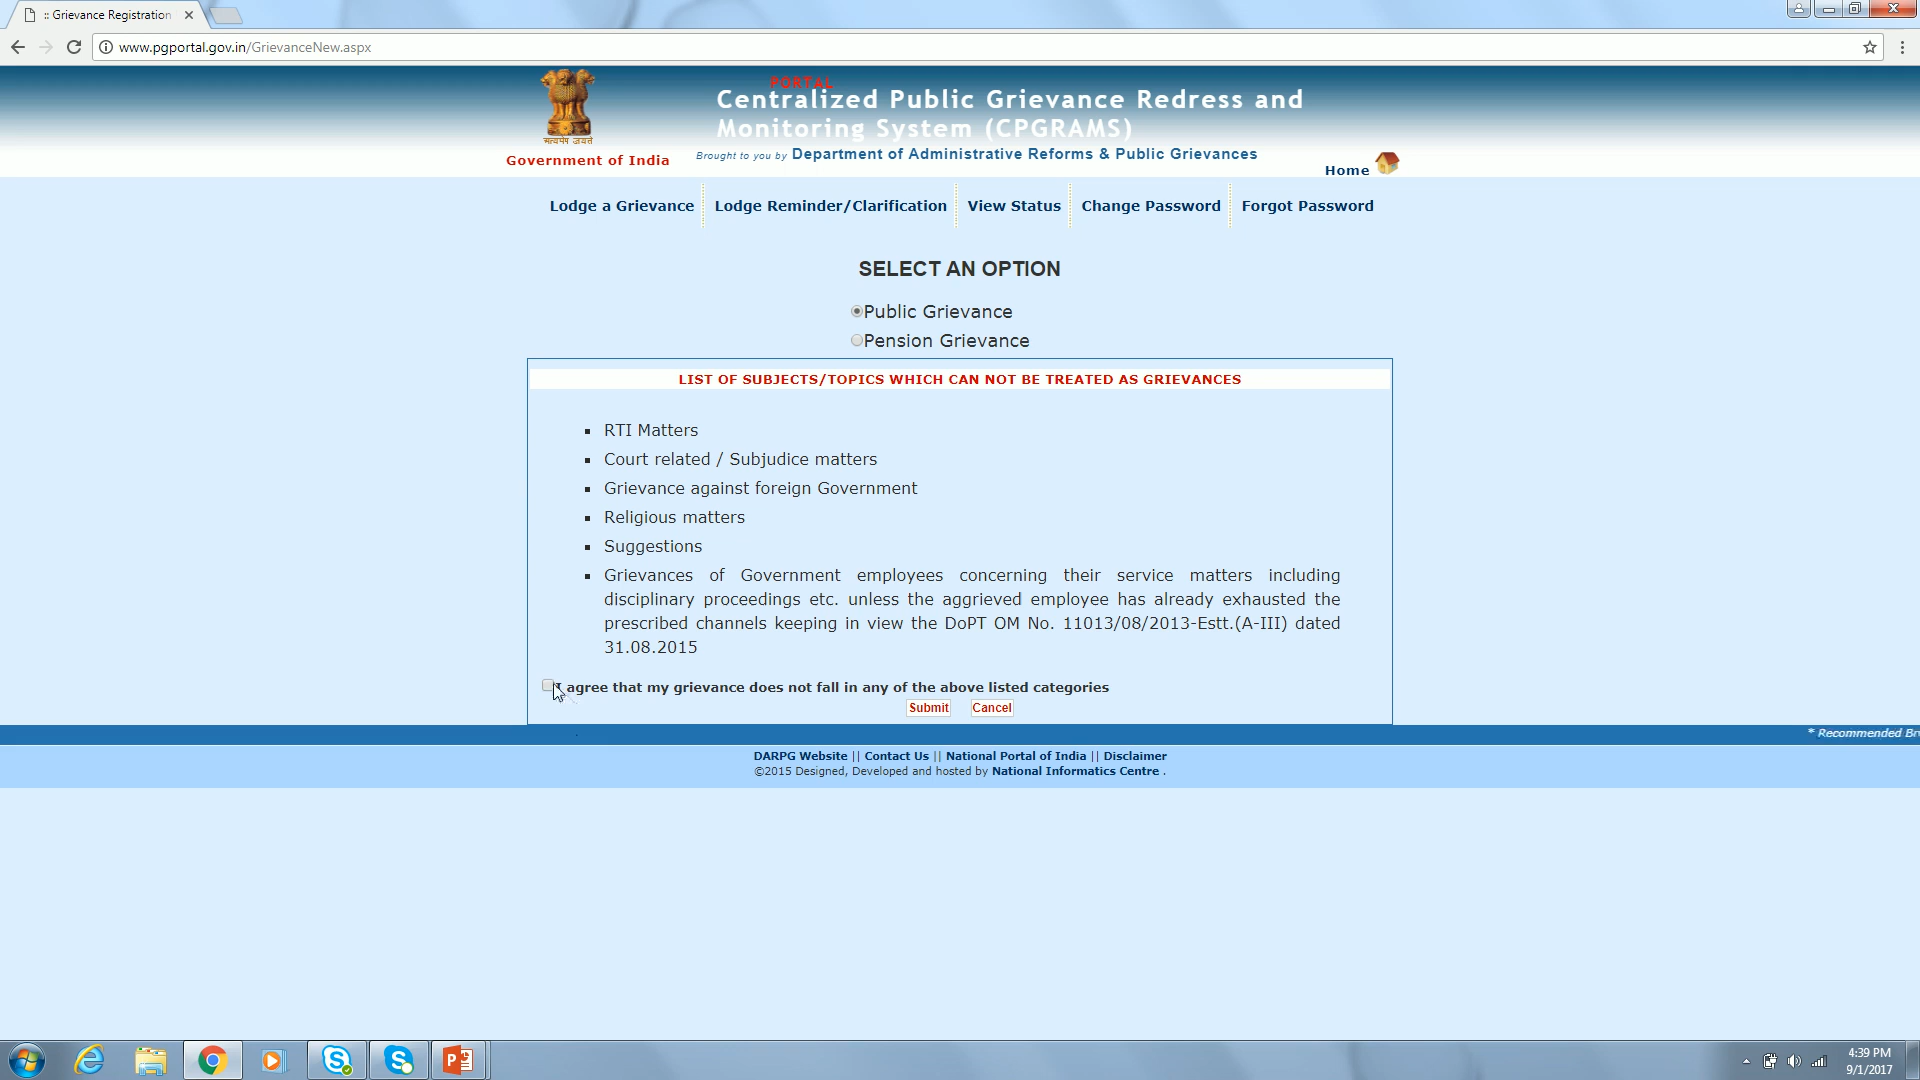 :: Grievance Registration
www.pgportal.gov.in/GrievanceNew.aspx
PORTAL
Centralized Public Grievance Redress and
Monitoring System (CPGRAMS)
सत्यमेव जयते
Government of India
Brought to you by Department of Administrative Reforms & Public Grievances
Home
Lodge a Grievance
Lodge Reminder/Clarification
View Status
Change Password
Forgot Password
SELECT AN OPTION
Public Grievance
Pension Grievance
LIST OF SUBJECTS/TOPICS WHICH CAN NOT BE TREATED AS GRIEVANCES
RTI Matters
Court related / Subjudice matters
Grievance against foreign Government
Religious matters
Suggestions
Grievances of Government employees concerning their service matters including
disciplinary proceedings etc. unless the aggrieved employee has already exhausted the
prescribed channels keeping in view the DoPT OM No. 11013/08/2013-Estt.(A-III) dated
31.08.2015
I agree that my grievance does not fall in any of the above listed categories
Submit
Cancel
* Recommended Br
DARPG Website || Contact Us || National Portal of India || Disclaimer
©2015 Designed, Developed and hosted by National Informatics Centre .
4:39 PM
9/1/2017